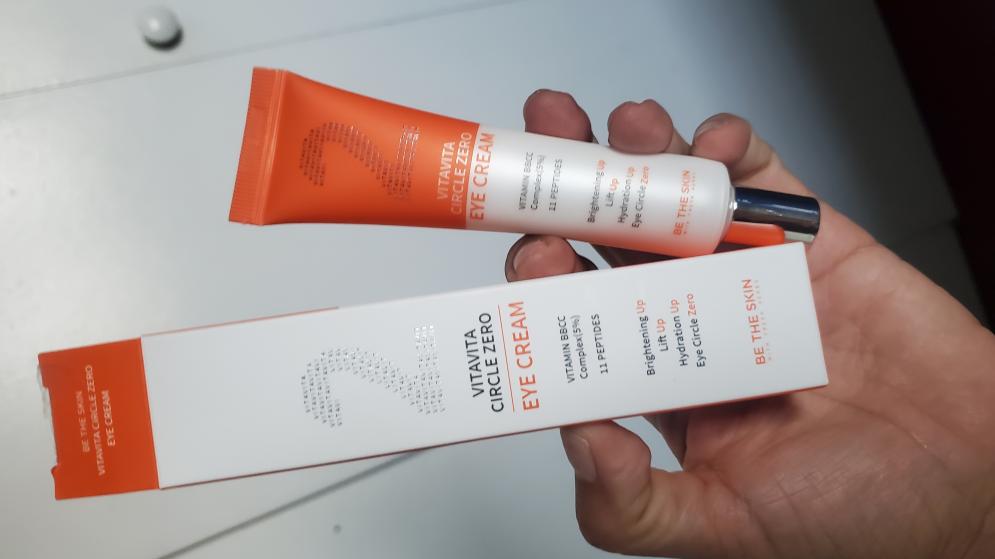 VITAVITA
CIRCLE ZERO
EYE CREAM
VITAMIN BBCC
Complex(5%)
11 PEPTIDES
Brightening Up
Lift Up
Hydration Up
Eye Circle Zero
BE THE SKIN
BE THE SKIN
VITAVITA CIRCLE ZERO
EYE CREAM
VITAVITA
CIRCLE ZERO
EYE CREAM
VITAMIN BBCC
Complex(5%)
11 PEPTIDES
Brightening Up
Lift Up
Hydration Up
Eye Circle Zero
BE THE SKIN